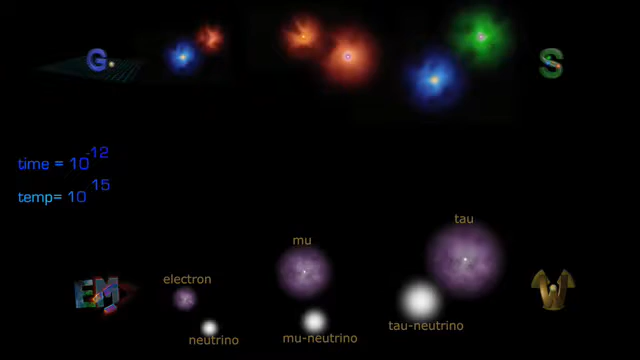 G
S
time = 10-12
temp= 10 15
tau
mu
electron
EM
W
tau-neutrino
mu-neutrino
neutrino